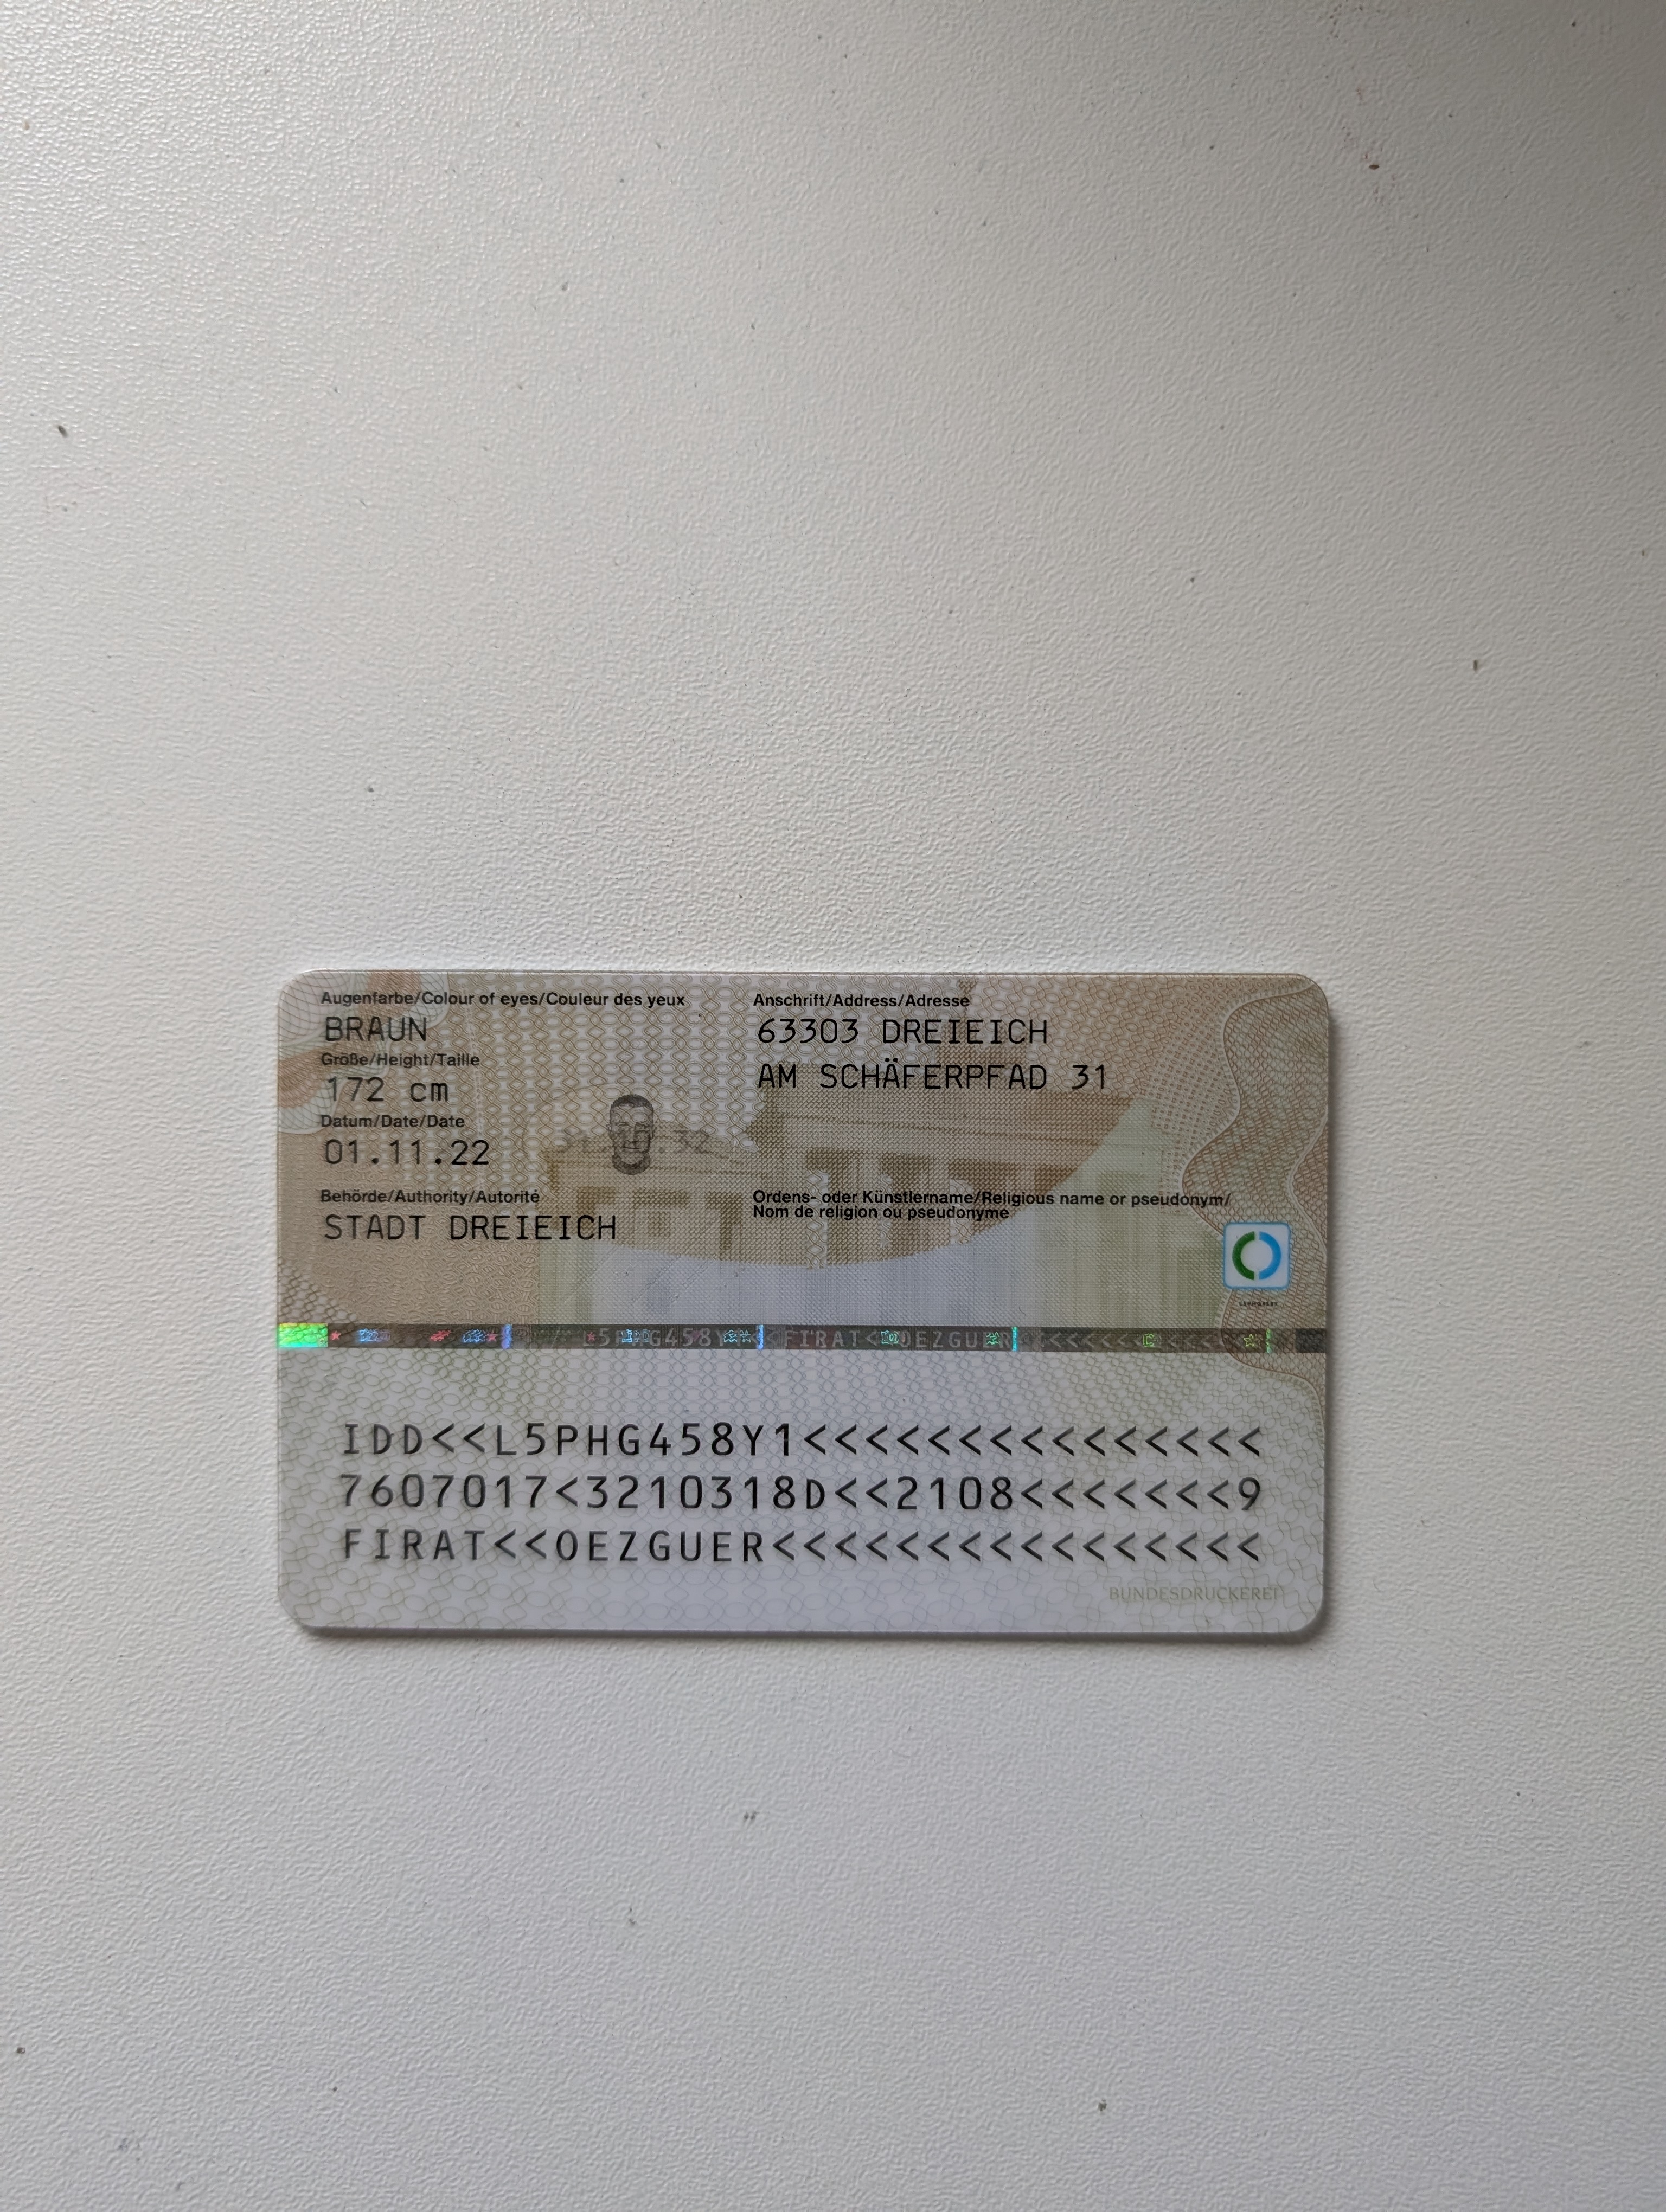 Augenfarbe/Colour of eyes/Couleur des yeux
BRAUN
Größe/Height/Taille
172 cm
Datum/Date/Date
01.11.22
Behörde/Authority/Autorité
STADT DREIEICH
Anschrift/Address/Adresse
63303 DREIEICH
AM SCHÄFERPFAD 31
Ordens- oder Künstlername/Religious name or pseudonym/
Nom de religion ou pseudonyme
IDD<<L5PHG458Y1<<<<<<<<<<<<<<<
7607017<3210318D<<2108<<<<<<<9
FIRAT<<OEZGUER<<<<<<<<<<<<<<<<
BUNDESDRUCKEREI